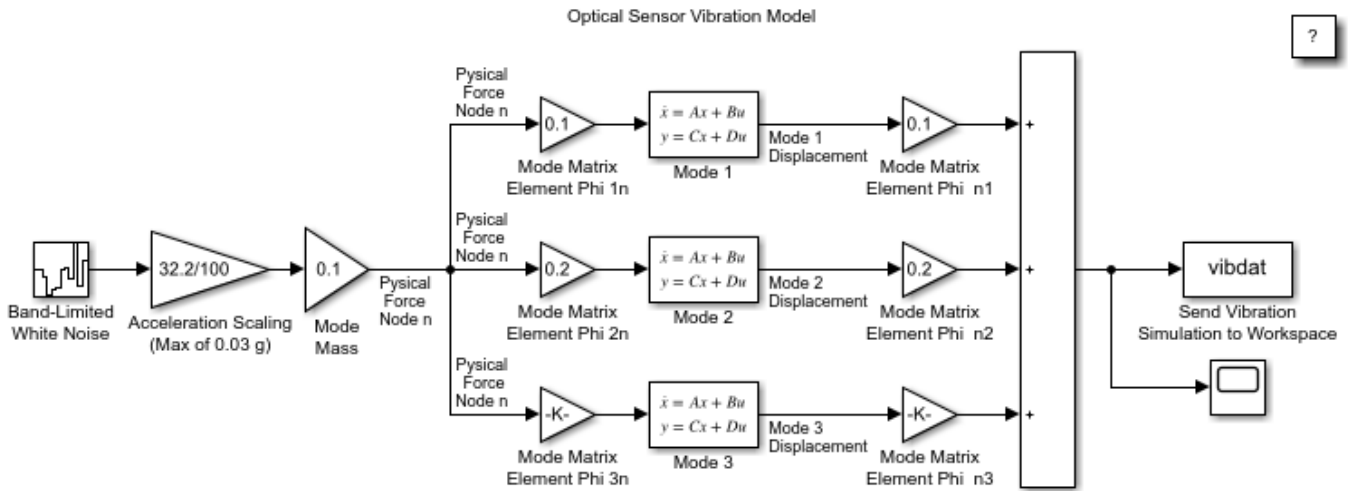 Optical Sensor Vibration Model
?
Pysical
Force
Node n
0.1
Mode Matrix
Element Phi 1n
ẋ = Ax + Bu
y = Cx + Du
Mode 1
Mode 1
Displacement
0.1
Mode Matrix
Element Phi n1
+
Band-Limited
White Noise
32.2/100
Acceleration Scaling
(Max of 0.03 g)
0.1
Mode
Mass
Pysical
Force
Node n
Pysical
Force
Node n
0.2
Mode Matrix
Element Phi 2n
ẋ = Ax + Bu
y = Cx + Du
Mode 2
Mode 2
Displacement
0.2
Mode Matrix
Element Phi n2
+
vibdat
Send Vibration
Simulation to Workspace
Pysical
Force
Node n
-K-
Mode Matrix
Element Phi 3n
ẋ = Ax + Bu
y = Cx + Du
Mode 3
Mode 3
Displacement
-K-
Mode Matrix
Element Phi n3
+